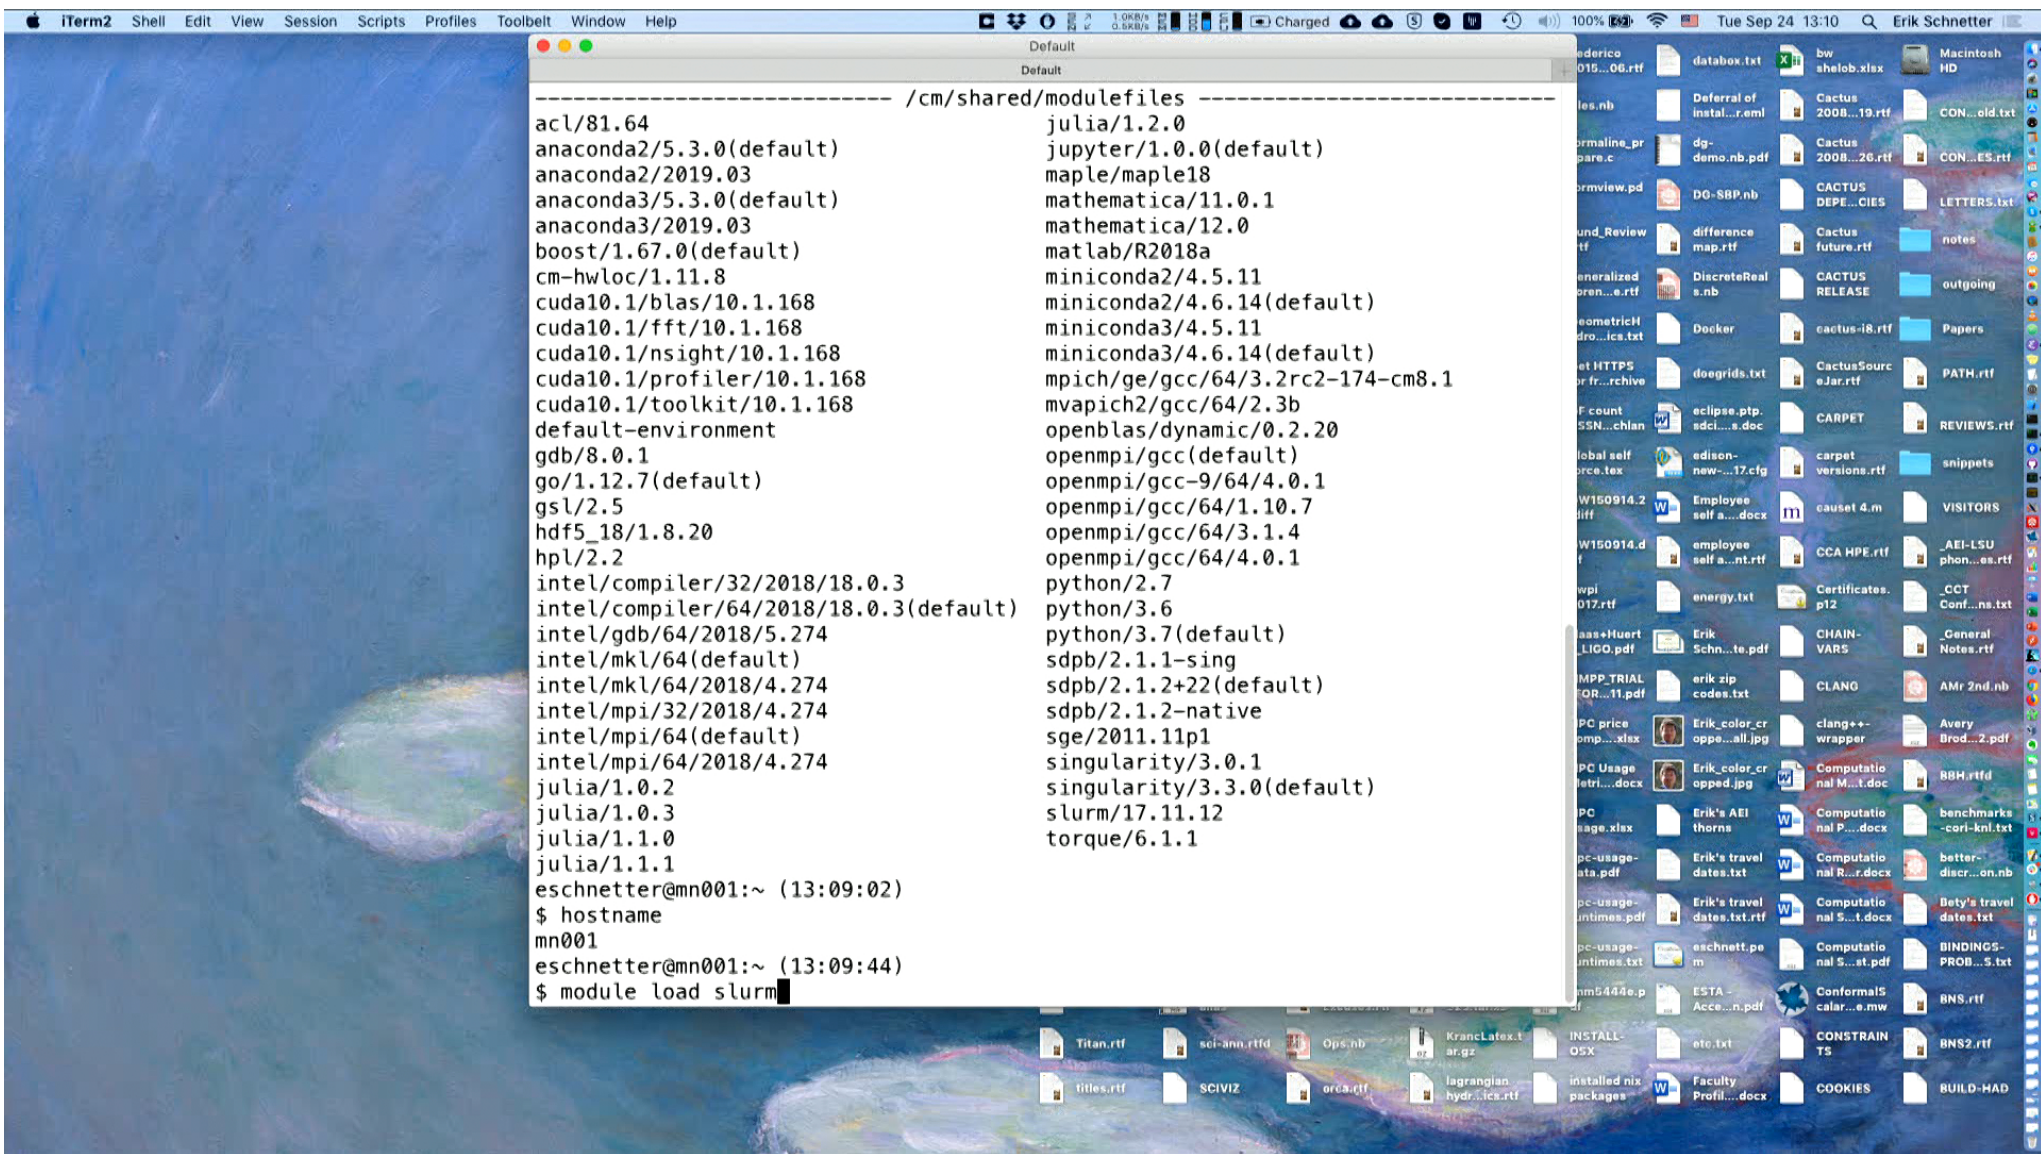 iTerm2 Shell Edit View Session Scripts Profiles Toolbelt Window Help
1.0KB/s
0.5KB/s
Charged
100%
Tue Sep 24 13:10
Erik Schnetter
Default
Default
--------------------------- /cm/shared/modulefiles ---------------------------
acl/81.64 julia/1.2.0
anaconda2/5.3.0(default) jupyter/1.0.0(default)
anaconda2/2019.03 maple/maple18
anaconda3/5.3.0(default) mathematica/11.0.1
anaconda3/2019.03 mathematica/12.0
boost/1.67.0(default) matlab/R2018a
cm-hwloc/1.11.8 miniconda2/4.5.11
cuda10.1/blas/10.1.168 miniconda2/4.6.14(default)
cuda10.1/fft/10.1.168 miniconda3/4.5.11
cuda10.1/nsight/10.1.168 miniconda3/4.6.14(default)
cuda10.1/profiler/10.1.168 mpich/ge/gcc/64/3.2rc2-174-cm8.1
cuda10.1/toolkit/10.1.168 mvapich2/gcc/64/2.3b
default-environment openblas/dynamic/0.2.20
gdb/8.0.1 openmpi/gcc(default)
go/1.12.7(default) openmpi/gcc-9/64/4.0.1
gsl/2.5 openmpi/gcc/64/1.10.7
hdf5_18/1.8.20 openmpi/gcc/64/3.1.4
hpl/2.2 openmpi/gcc/64/4.0.1
intel/compiler/32/2018/18.0.3 python/2.7
intel/compiler/64/2018/18.0.3(default) python/3.6
intel/gdb/64/2018/5.274 python/3.7(default)
intel/mkl/64(default) sdpb/2.1.1-sing
intel/mkl/64/2018/4.274 sdpb/2.1.2+22(default)
intel/mpi/32/2018/4.274 sdpb/2.1.2-native
intel/mpi/64(default) sge/2011.11p1
intel/mpi/64/2018/4.274 singularity/3.0.1
julia/1.0.2 singularity/3.3.0(default)
julia/1.0.3 slurm/17.11.12
julia/1.1.0 torque/6.1.1
julia/1.1.1
eschnetter@mn001:~ (13:09:02)
$ hostname
mn001
eschnetter@mn001:~ (13:09:44)
$ module load slurm
databox.txt
bw
shelob.xlsx
Macintosh
HD
Deferral of
instal...r.eml
Cactus
2008...19.rtf
CON...old.txt
dg-
demo.nb.pdf
Cactus
2008...26.rtf
CON...ES.rtf
DG-SBP.nb
CACTUS
DEPE...CIES
LETTERS.txt
difference
map.rtf
Cactus
future.rtf
notes
DiscreteReal
s.nb
CACTUS
RELEASE
outgoing
Docker
cactus-i8.rtf
Papers
doegrids.txt
CactusSourc
eJar.rtf
PATH.rtf
eclipse.ptp.
sdci....s.doc
CARPET
REVIEWS.rtf
edison-
new-...17.cfg
carpet
versions.rtf
snippets
Employee
self a....docx
causet 4.m
VISITORS
employee
self a...nt.rtf
CCA HPE.rtf
_AEI-LSU
phon...es.rtf
energy.txt
Certificates.
p12
_CCT
Conf...ns.txt
Erik
Schn...te.pdf
CHAIN-
VARS
_General
Notes.rtf
erik zip
codes.txt
CLANG
AMr 2nd.nb
Erik_color_cr
oppe...all.jpg
clang++-
wrapper
Avery
Brod...2.pdf
Erik_color_cr
opped.jpg
Computatio
nal M...t.doc
BBH.rtfd
Erik's AEI
thorns
Computatio
nal P....docx
benchmarks
-cori-knl.txt
Erik's travel
dates.txt
Computatio
nal R...r.docx
better-
discr...on.nb
Erik's travel
dates.txt.rtf
Computatio
nal S...t.docx
Bety's travel
dates.txt
eschnett.pe
m
Computatio
nal S...st.pdf
BINDINGS-
PROB...S.txt
ESTA -
Acce...n.pdf
ConformalS
calar...e.mw
BNS.rtf
Titan.rtf
sci-ann.rtfd
Ops.nb
KrancLatex.t
ar.gz
INSTALL-
OSX
etc.txt
CONSTRAIN
TS
BNS2.rtf
titles.rtf
SCIVIZ
orca.rtf
lagrangian
hydr...ics.rtf
installed nix
packages
Faculty
Profil....docx
COOKIES
BUILD-HAD